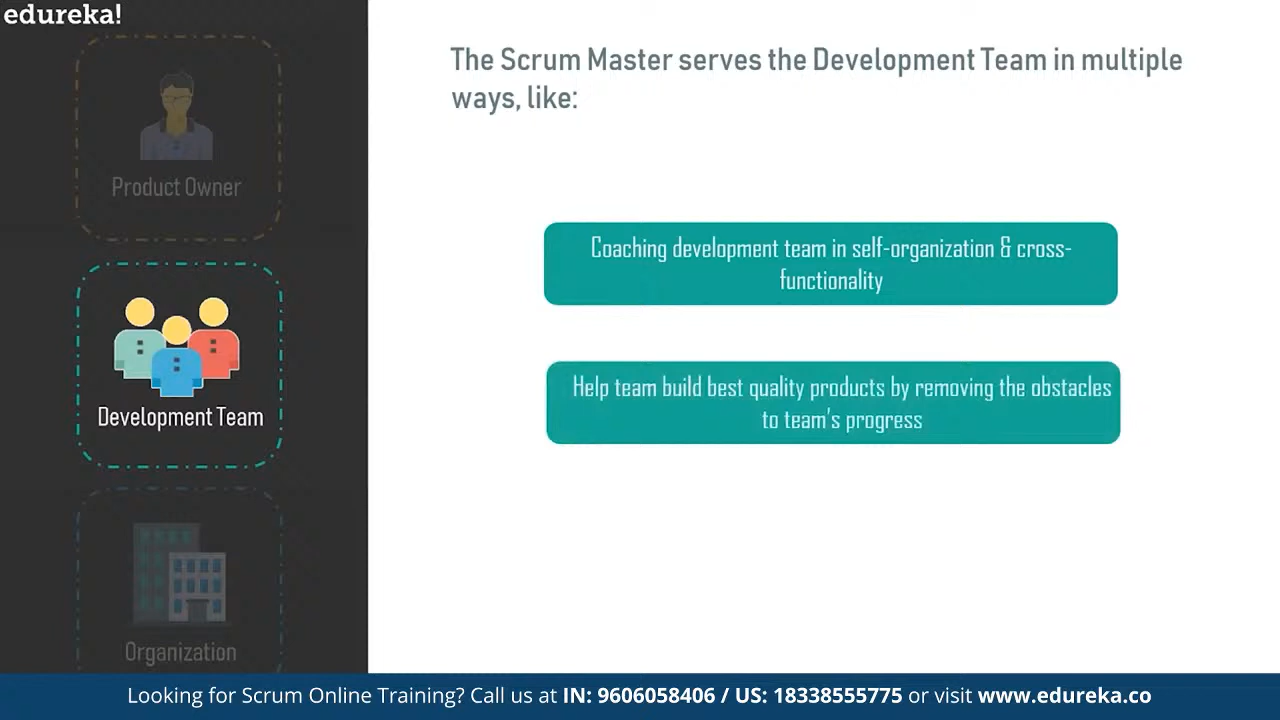 edureka!
Product Owner
Development Team
Organization
The Scrum Master serves the Development Team in multiple
ways, like:
Coaching development team in self-organization & cross-
functionality
Help team build best quality products by removing the obstacles
to team's progress
Looking for Scrum Online Training? Call us at IN: 9606058406 / US: 18338555775 or visit www.edureka.co